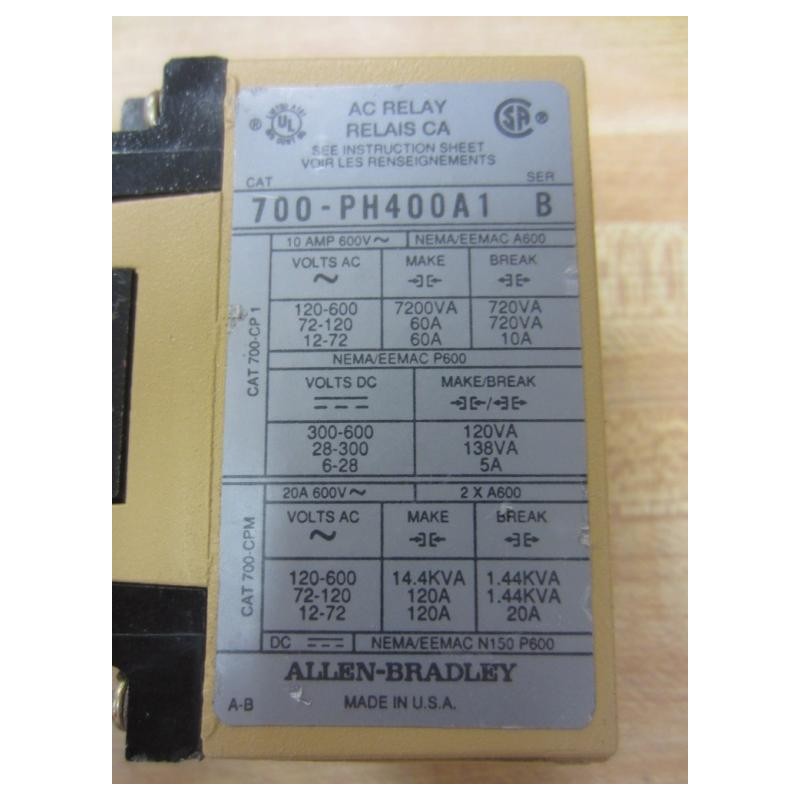 AC RELAY
RELAIS CA
SEE INSTRUCTION SHEET
VOIR LES RENSEIGNEMENTS
UL ®
SA ®
CAT SER
700-PH400A1 B
CAT 700-CP1
10 AMP 600V~ NEMA/EEMAC A600
VOLTS AC MAKE BREAK
~
120-600 7200VA 720VA
72-120 60A 720VA
12-72 60A 10A
NEMA/EEMAC P600
VOLTS DC MAKE/BREAK
/
300-600 120VA
28-300 138VA
6-28 5A
CAT 700-CPM
20A 600V~ 2 X A600
VOLTS AC MAKE BREAK
~
120-600 14.4KVA 1.44KVA
72-120 120A 1.44KVA
12-72 120A 20A
DC NEMA/EEMAC N150 P600
ALLEN-BRADLEY
A-B MADE IN U.S.A.